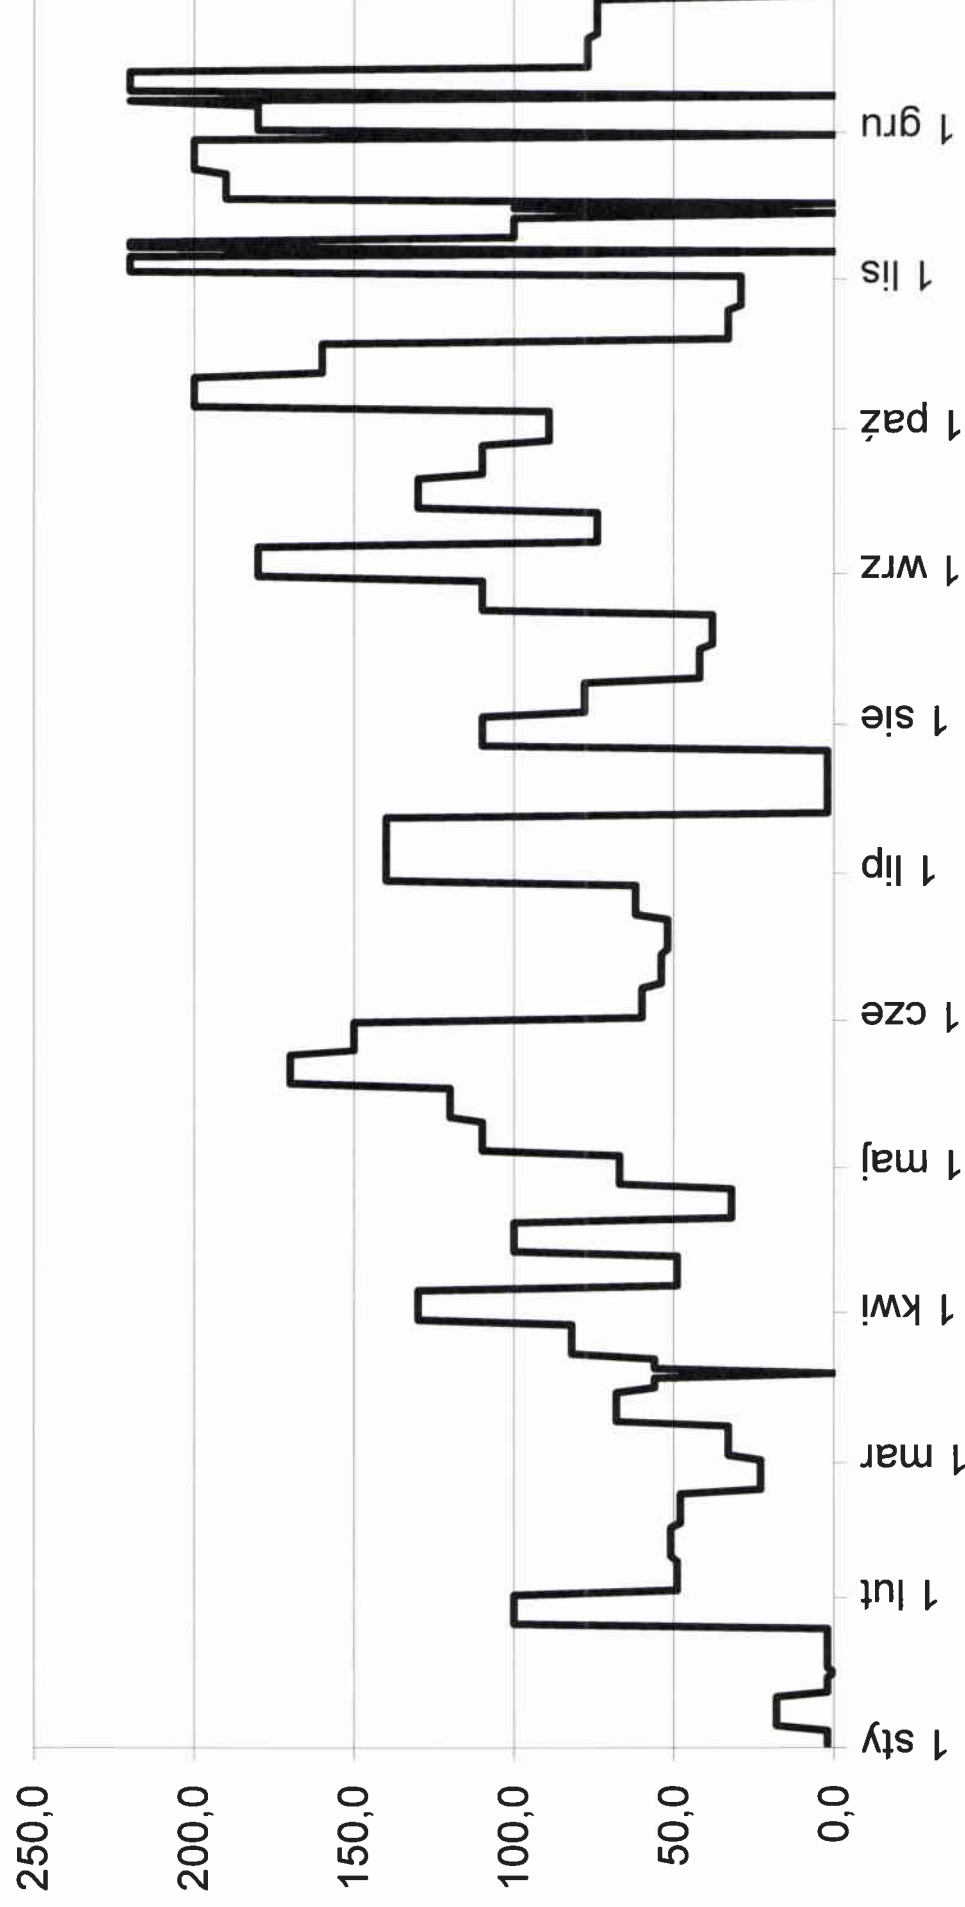 250,0
200,0
150,0
100,0
50,0
0,0
1 sty
1 lut
1 mar
1 kwi
1 maj
1 cze
1 lip
1 sie
1 wrz
1 paź
1 lis
1 gru